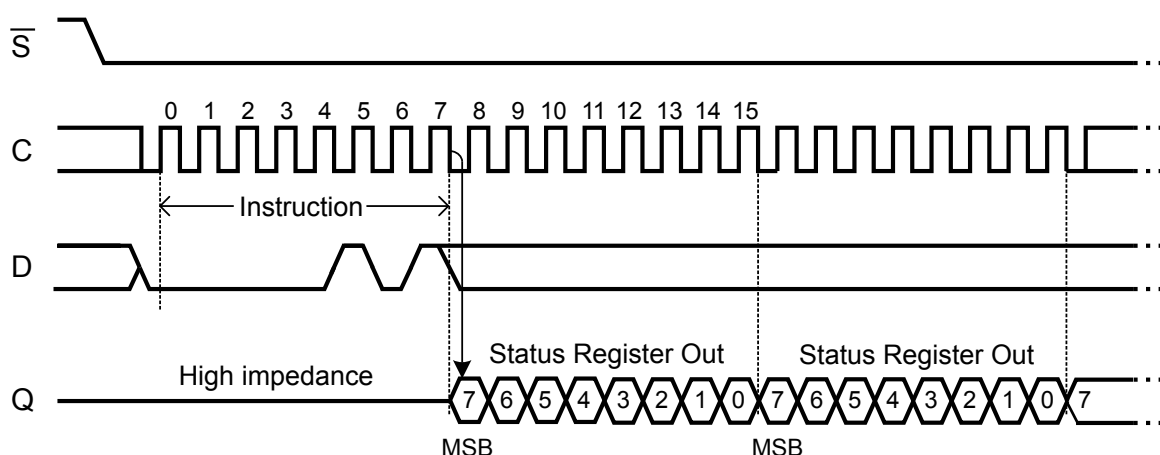 S
0 1 2 3 4 5 6 7 8 9 10 11 12 13 14 15
C
Instruction
D
Status Register Out Status Register Out
High impedance
Q 7 6 5 4 3 2 1 0 7 6 5 4 3 2 1 0 7
MSB MSB